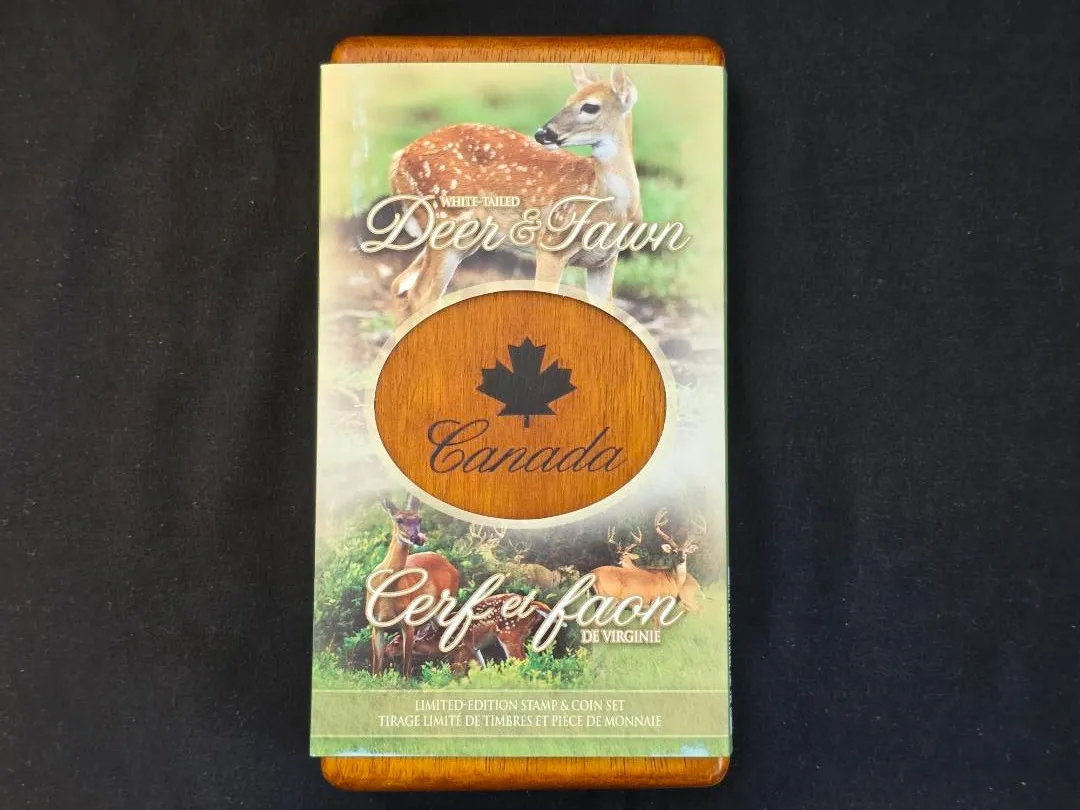 WHITE-TAILED
Deer & Fawn
Canada
Cerf et faon
DE VIRGINIE
LIMITED-EDITION STAMP & COIN SET
TIRAGE LIMITÉ DE TIMBRES ET PIÈCE DE MONNAIE